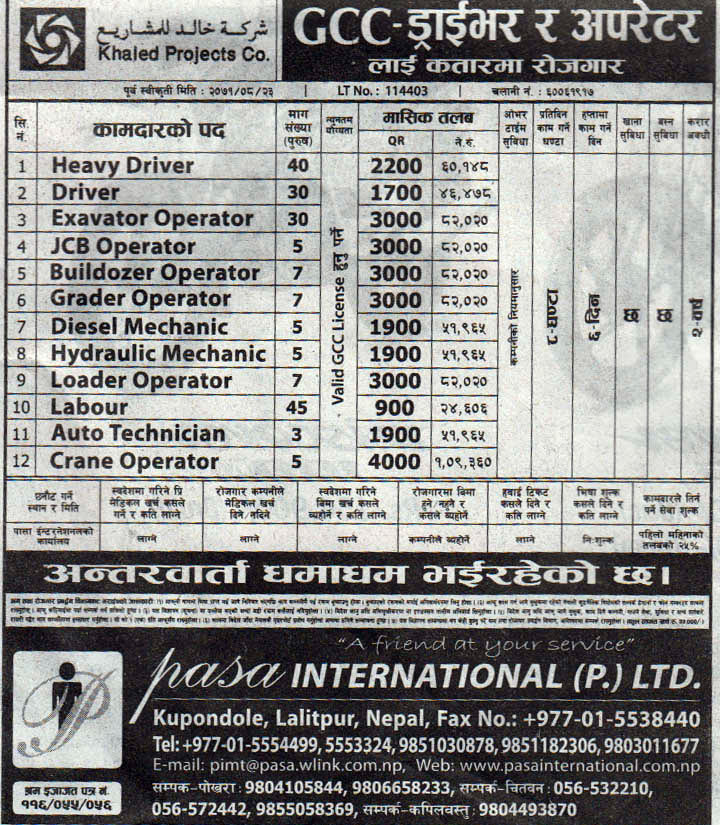 شركة خالد للمشاريع
Khaled Projects Co.
GCC-ड्राईभर र अपरेटर
लाई कतारमा रोजगार
पूर्व स्वीकृती मिति : २०७१/०८/२३ LT No.: 114403 चलानी नं. : ६००६१९१७
सि. नं. कामदारको पद माग संख्या (पुरुष) न्युनतम योग्यता मासिक तलब QR ने.रु. ओभर टाईम सुबिधा प्रतिदिन काम गर्ने घण्टा हप्तामा काम गर्ने दिन खाना सुबिधा बस्न सुबिधा करार अवधी
1 Heavy Driver 40 2200 ६०,१४८
2 Driver 30 1700 ४६,४७८
3 Exavator Operator 30 3000 ८२,०२०
4 JCB Operator 5 3000 ८२,०२०
5 Buildozer Operator 7 3000 ८२,०२०
6 Grader Operator 7 3000 ८२,०२०
7 Diesel Mechanic 5 1900 ५१,९६५
8 Hydraulic Mechanic 5 1900 ५१,९६५
9 Loader Operator 7 3000 ८२,०२०
10 Labour 45 900 २४,६०६
11 Auto Technician 3 1900 ५१,९६५
12 Crane Operator 5 4000 १,०९,३६०
Valid GCC License हुनु पर्ने
कम्पनीको नियमानुसार
८-घण्टा
६-दिन
छ
छ
२-वर्ष
छनौट गर्ने स्थान र मिति स्वदेशमा गरिने प्रि मेडिकल खर्च कसले गर्ने र कति लाग्ने रोजगार कम्पनीले मेडिकल खर्च दिने/नदिने स्वदेशमा गरिने बिमा खर्च कसले ब्यहोर्ने र कति लाग्ने रोजगारमा बिमा हुने/नहुने र कसले ब्यहोर्ने हवाई टिकट कसले दिने र कति लाग्ने भिषा शुल्क कसले दिने र कति लाग्ने कामदारले तिर्न पर्ने सेवा शुल्क
पासा ईन्टरनेशनलको कार्यालय लाग्ने लाग्ने लाग्ने कम्पनीले ब्यहोर्ने लाग्ने नि:शुल्क पहिलो महिनाको तलबको २५%
अन्तरवार्ता धमाधम भईरहेको छ।
"A friend at your service"
pasa INTERNATIONAL (P.) LTD.
Kupondole, Lalitpur, Nepal, Fax No.: +977-01-5538440
Tel: +977-01-5554499, 5553324, 9851030878, 9851182306, 9803011677
E-mail: pimt@pasa.wlink.com.np, Web: www.pasainternational.com.np
सम्पर्क-पोखरा: 9804105844, 9806658233, सम्पर्क-चितवन: 056-532210,
056-572442, 9855058369, सम्पर्क-कपिलवस्तु: 9804493870
श्रम ईजाजत पत्र नं.
११६/०५५/०५६